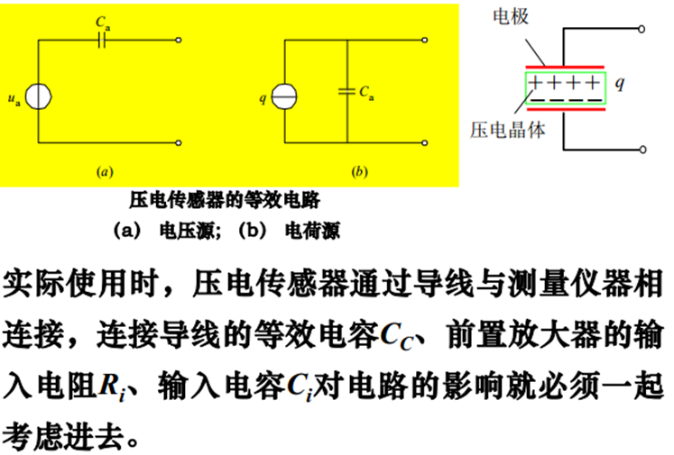 Ca
ua
(a)
q
Ca
(b)
电极
++++
q
压电晶体
压电传感器的等效电路
(a) 电压源; (b) 电荷源
实际使用时，压电传感器通过导线与测量仪器相
连接，连接导线的等效电容CC、前置放大器的输
入电阻Ri、输入电容Ci对电路的影响就必须一起
考虑进去。